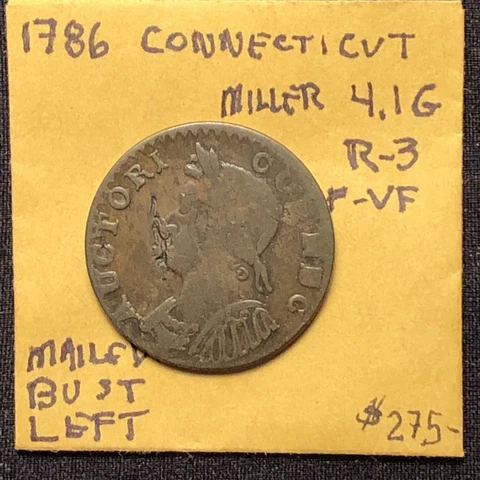 1786 CONNECTICUT
MILLER 4.1G
R-3
F-VF
AUCTORI CONNEC
MAILED
BUST
LEFT
$275-